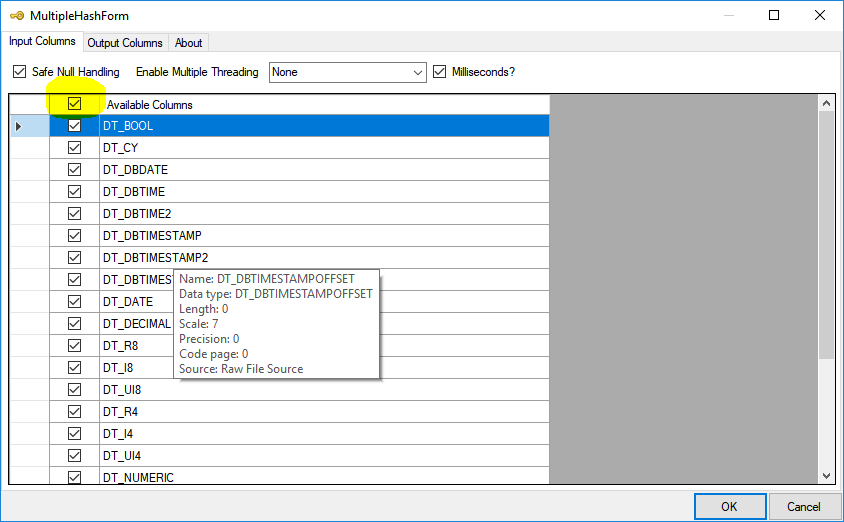 MultipleHashForm
Input Columns Output Columns About
Safe Null Handling Enable Multiple Threading None Milliseconds?
Available Columns
DT_BOOL
DT_CY
DT_DBDATE
DT_DBTIME
DT_DBTIME2
DT_DBTIMESTAMP
DT_DBTIMESTAMP2
DT_DBTIMEST
DT_DATE
DT_DECIMAL
DT_R8
DT_I8
DT_UI8
DT_R4
DT_I4
DT_UI4
DT_NUMERIC
Name: DT_DBTIMESTAMPOFFSET
Data type: DT_DBTIMESTAMPOFFSET
Length: 0
Scale: 7
Precision: 0
Code page: 0
Source: Raw File Source
OK Cancel